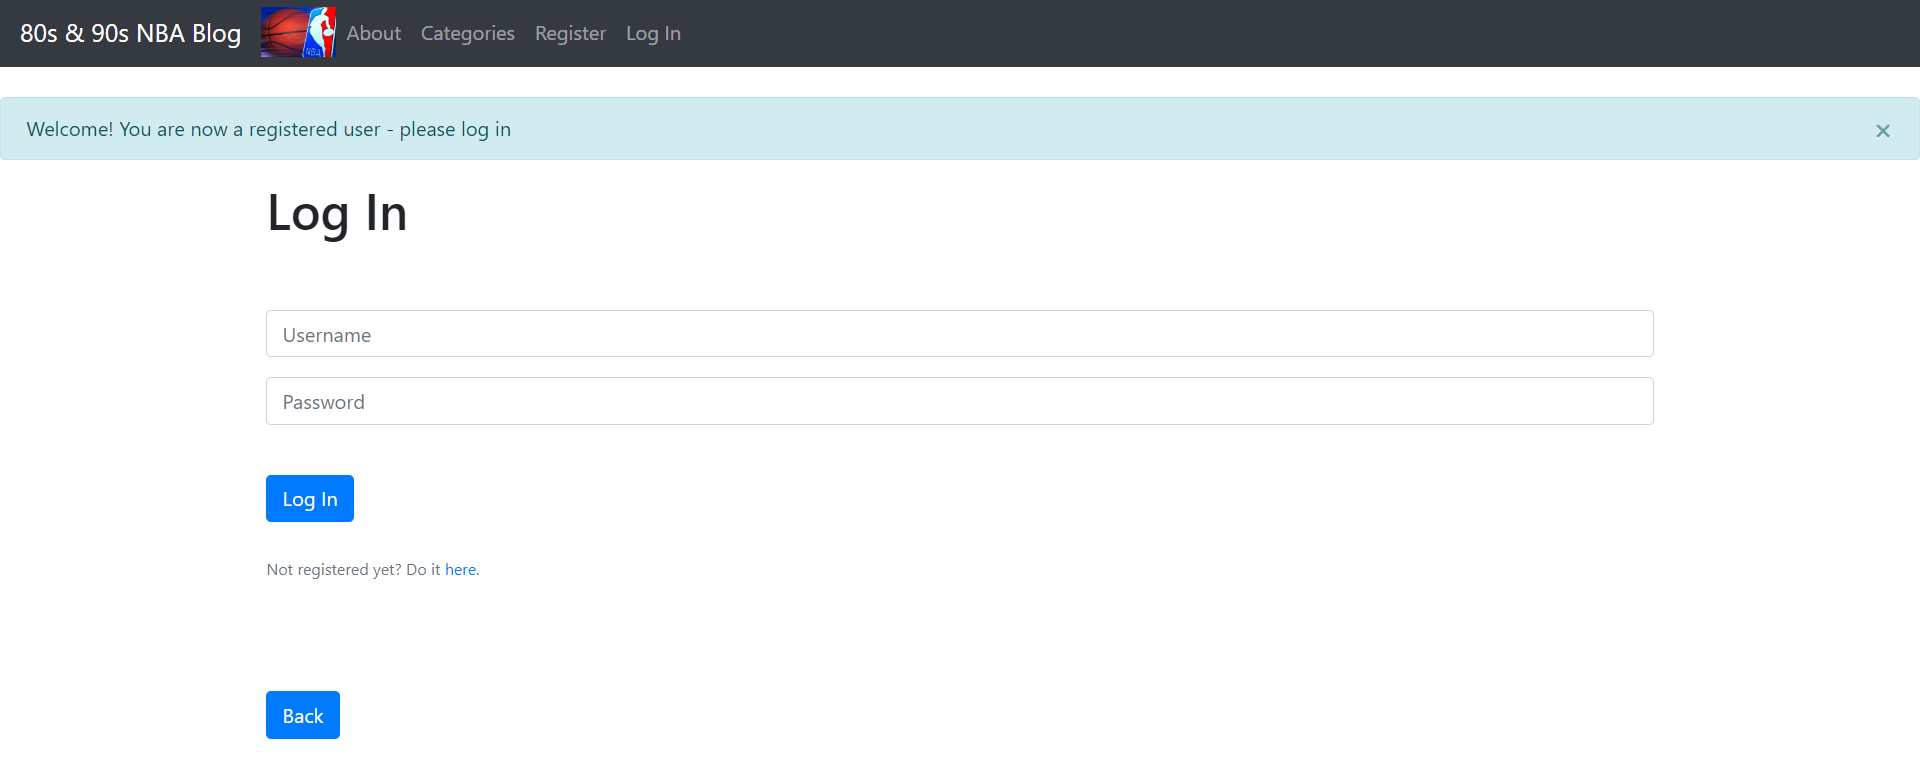 80s & 90s NBA Blog NBA About Categories Register Log In
Welcome! You are now a registered user - please log in ×
Log In
Username
Password
Log In
Not registered yet? Do it here.
Back